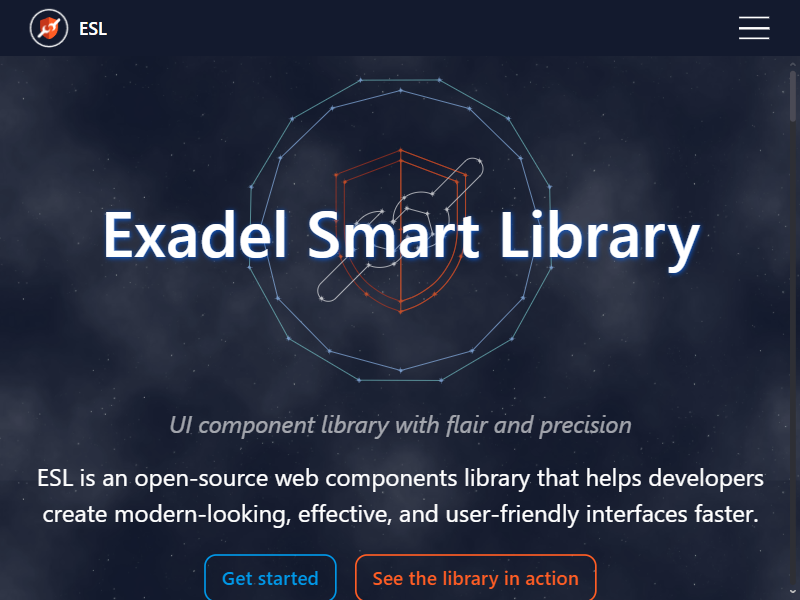 ESL
Exadel Smart Library
UI component library with flair and precision
ESL is an open-source web components library that helps developers
create modern-looking, effective, and user-friendly interfaces faster.
Get started
See the library in action